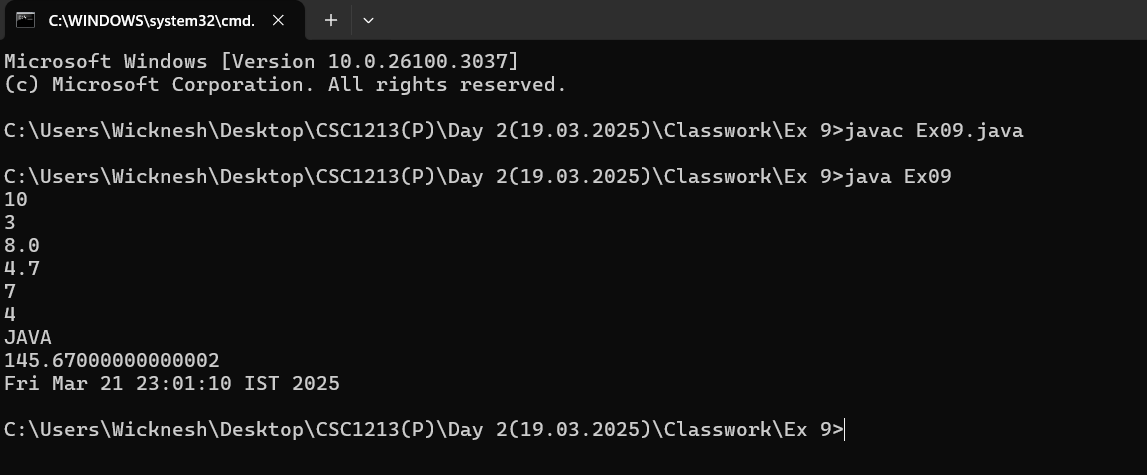 C:\WINDOWS\system32\cmd.
Microsoft Windows [Version 10.0.26100.3037]
(c) Microsoft Corporation. All rights reserved.
C:\Users\Wicknesh\Desktop\CSC1213(P)\Day 2(19.03.2025)\Classwork\Ex 9>javac Ex09.java
C:\Users\Wicknesh\Desktop\CSC1213(P)\Day 2(19.03.2025)\Classwork\Ex 9>java Ex09
10
3
8.0
4.7
7
4
JAVA
145.67000000000002
Fri Mar 21 23:01:10 IST 2025
C:\Users\Wicknesh\Desktop\CSC1213(P)\Day 2(19.03.2025)\Classwork\Ex 9>